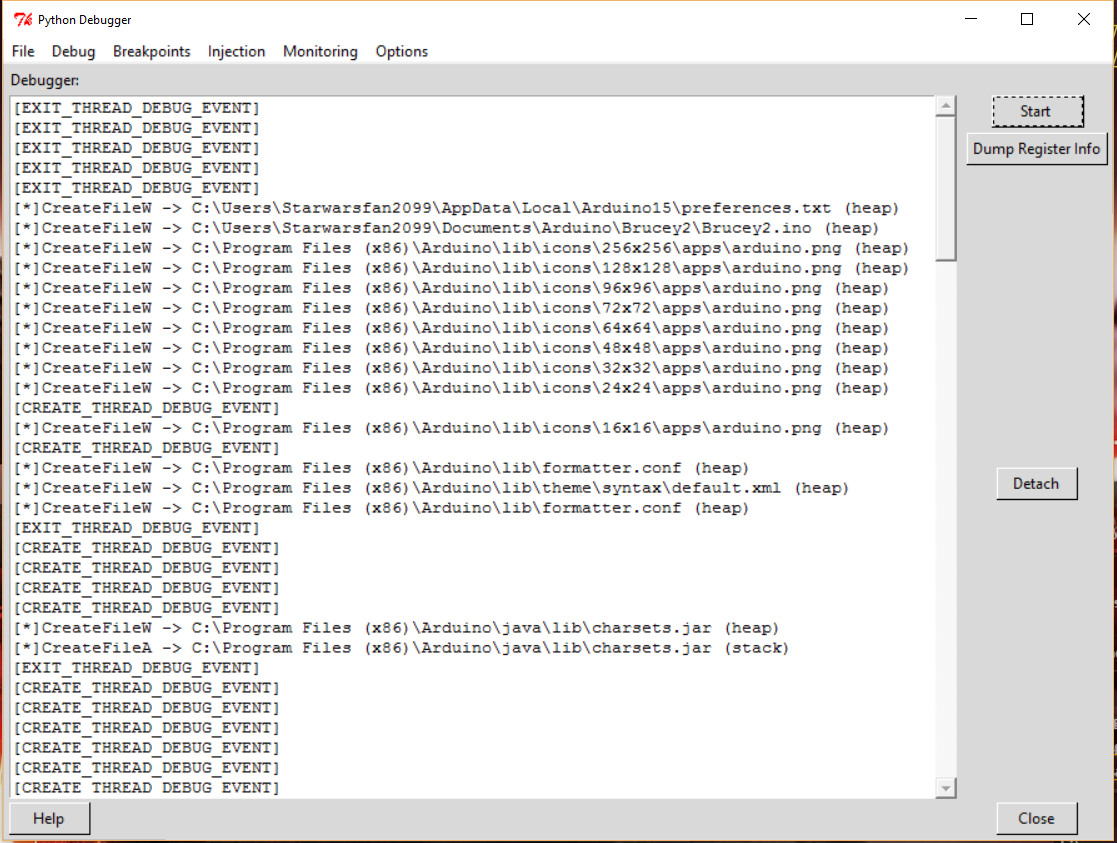 Python Debugger
File Debug Breakpoints Injection Monitoring Options
Debugger:
[EXIT_THREAD_DEBUG_EVENT]
[EXIT_THREAD_DEBUG_EVENT]
[EXIT_THREAD_DEBUG_EVENT]
[EXIT_THREAD_DEBUG_EVENT]
[EXIT_THREAD_DEBUG_EVENT]
[*]CreateFileW -> C:\Users\Starwarsfan2099\AppData\Local\Arduino15\preferences.txt (heap)
[*]CreateFileW -> C:\Users\Starwarsfan2099\Documents\Arduino\Brucey2\Brucey2.ino (heap)
[*]CreateFileW -> C:\Program Files (x86)\Arduino\lib\icons\256x256\apps\arduino.png (heap)
[*]CreateFileW -> C:\Program Files (x86)\Arduino\lib\icons\128x128\apps\arduino.png (heap)
[*]CreateFileW -> C:\Program Files (x86)\Arduino\lib\icons\96x96\apps\arduino.png (heap)
[*]CreateFileW -> C:\Program Files (x86)\Arduino\lib\icons\72x72\apps\arduino.png (heap)
[*]CreateFileW -> C:\Program Files (x86)\Arduino\lib\icons\64x64\apps\arduino.png (heap)
[*]CreateFileW -> C:\Program Files (x86)\Arduino\lib\icons\48x48\apps\arduino.png (heap)
[*]CreateFileW -> C:\Program Files (x86)\Arduino\lib\icons\32x32\apps\arduino.png (heap)
[*]CreateFileW -> C:\Program Files (x86)\Arduino\lib\icons\24x24\apps\arduino.png (heap)
[CREATE_THREAD_DEBUG_EVENT]
[*]CreateFileW -> C:\Program Files (x86)\Arduino\lib\icons\16x16\apps\arduino.png (heap)
[CREATE_THREAD_DEBUG_EVENT]
[*]CreateFileW -> C:\Program Files (x86)\Arduino\lib\formatter.conf (heap)
[*]CreateFileW -> C:\Program Files (x86)\Arduino\lib\theme\syntax\default.xml (heap)
[*]CreateFileW -> C:\Program Files (x86)\Arduino\lib\formatter.conf (heap)
[EXIT_THREAD_DEBUG_EVENT]
[CREATE_THREAD_DEBUG_EVENT]
[CREATE_THREAD_DEBUG_EVENT]
[CREATE_THREAD_DEBUG_EVENT]
[CREATE_THREAD_DEBUG_EVENT]
[*]CreateFileW -> C:\Program Files (x86)\Arduino\java\lib\charsets.jar (heap)
[*]CreateFileA -> C:\Program Files (x86)\Arduino\java\lib\charsets.jar (stack)
[EXIT_THREAD_DEBUG_EVENT]
[CREATE_THREAD_DEBUG_EVENT]
[CREATE_THREAD_DEBUG_EVENT]
[CREATE_THREAD_DEBUG_EVENT]
[CREATE_THREAD_DEBUG_EVENT]
[CREATE_THREAD_DEBUG_EVENT]
[CREATE_THREAD_DEBUG_EVENT]
Start
Dump Register Info
Detach
Help
Close